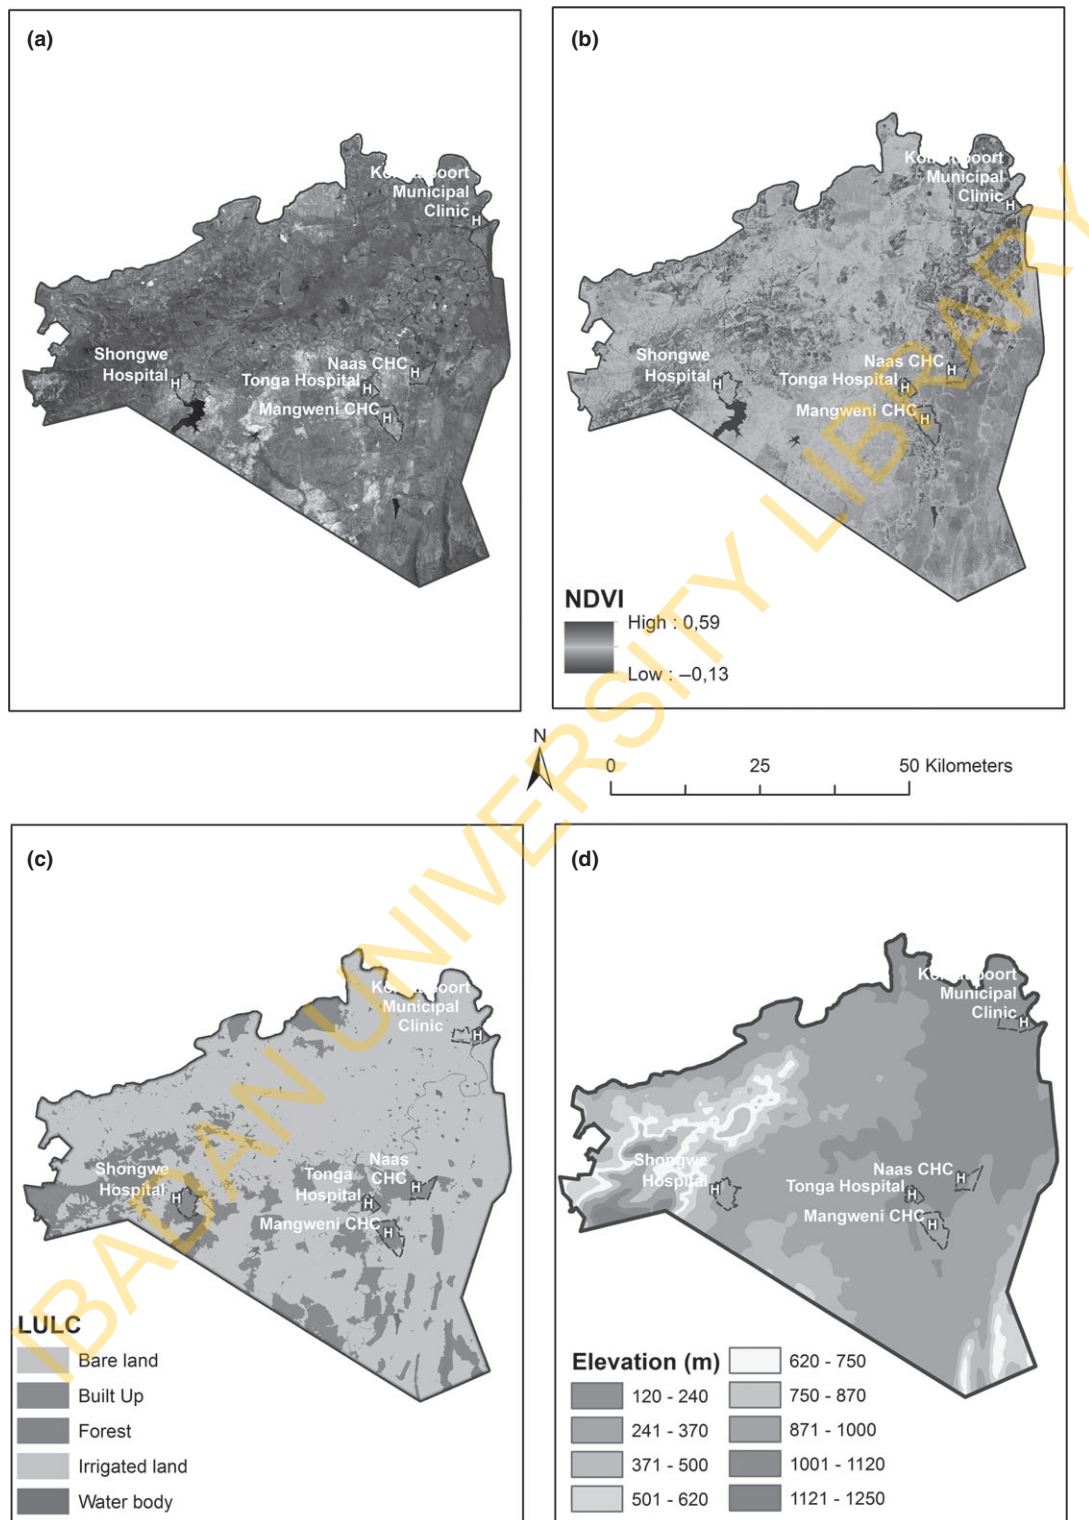 (a)
Municipal
Clinic
H
Shongwe
Hospital
H
Naas CHC
H
Tonga Hospital
H
Mangweni CHC
H
(b)
Municipal
Clinic
H
Shongwe
Hospital
H
Naas CHC
H
Tonga Hospital
H
Mangweni CHC
H
NDVI
High : 0,59
Low : –0,13
N
0 25 50 Kilometers
(c)
Municipal
Clinic
H
Shongwe
Hospital
H
Naas
CHC
H
Tonga
Hospital
H
Mangweni CHC
H
LULC
Bare land
Built Up
Forest
Irrigated land
Water body
(d)
Municipal
Clinic
H
Shongwe
Hospital
H
Naas CHC
H
Tonga Hospital
H
Mangweni CHC
H
Elevation (m)
120 - 240
241 - 370
371 - 500
501 - 620
620 - 750
750 - 870
871 - 1000
1001 - 1120
1121 - 1250
IBADAN UNIVERSITY LIBRARY